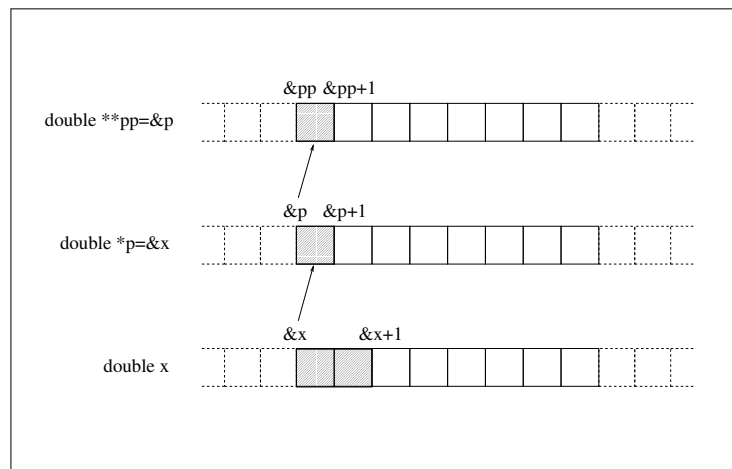 &pp &pp+1
double **pp=&p
&p &p+1
double *p=&x
&x &x+1
double x